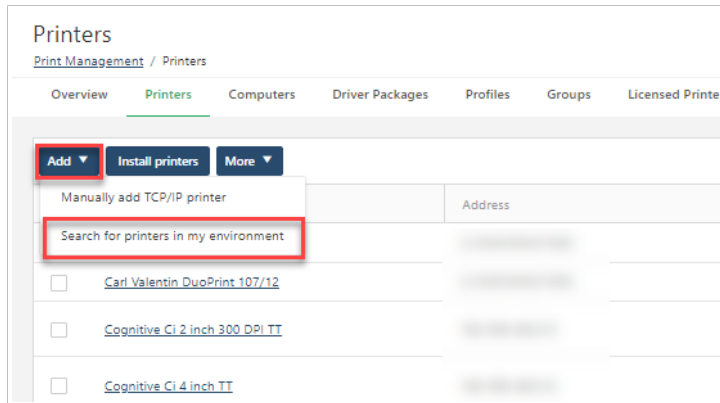 Printers
Print Management / Printers
Overview Printers Computers Driver Packages Profiles Groups Licensed Printe
Add Install printers More
Manually add TCP/IP printer
Address
Search for printers in my environment
Carl Valentin DuoPrint 107/12
Cognitive Ci 2 inch 300 DPI TT
Cognitive Ci 4 inch TT